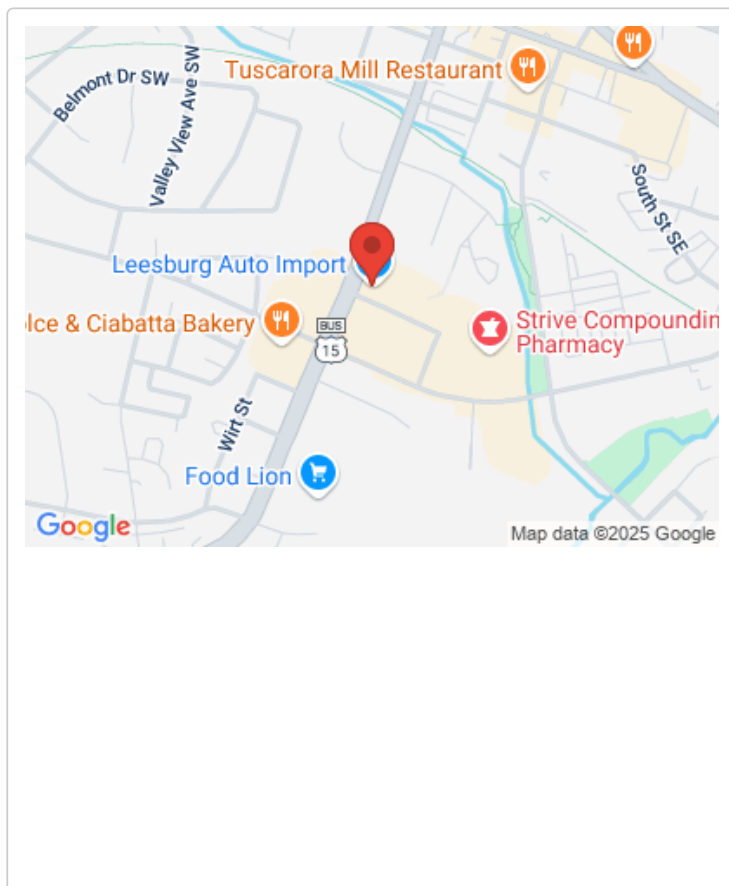 Tuscarora Mill Restaurant
Belmont Dr SW
Valley View Ave SW
South St SE
Leesburg Auto Import
olce & Ciabatta Bakery
BUS
15
Strive Compoundin
Pharmacy
Wirt St
Food Lion
Google
Map data ©2025 Google